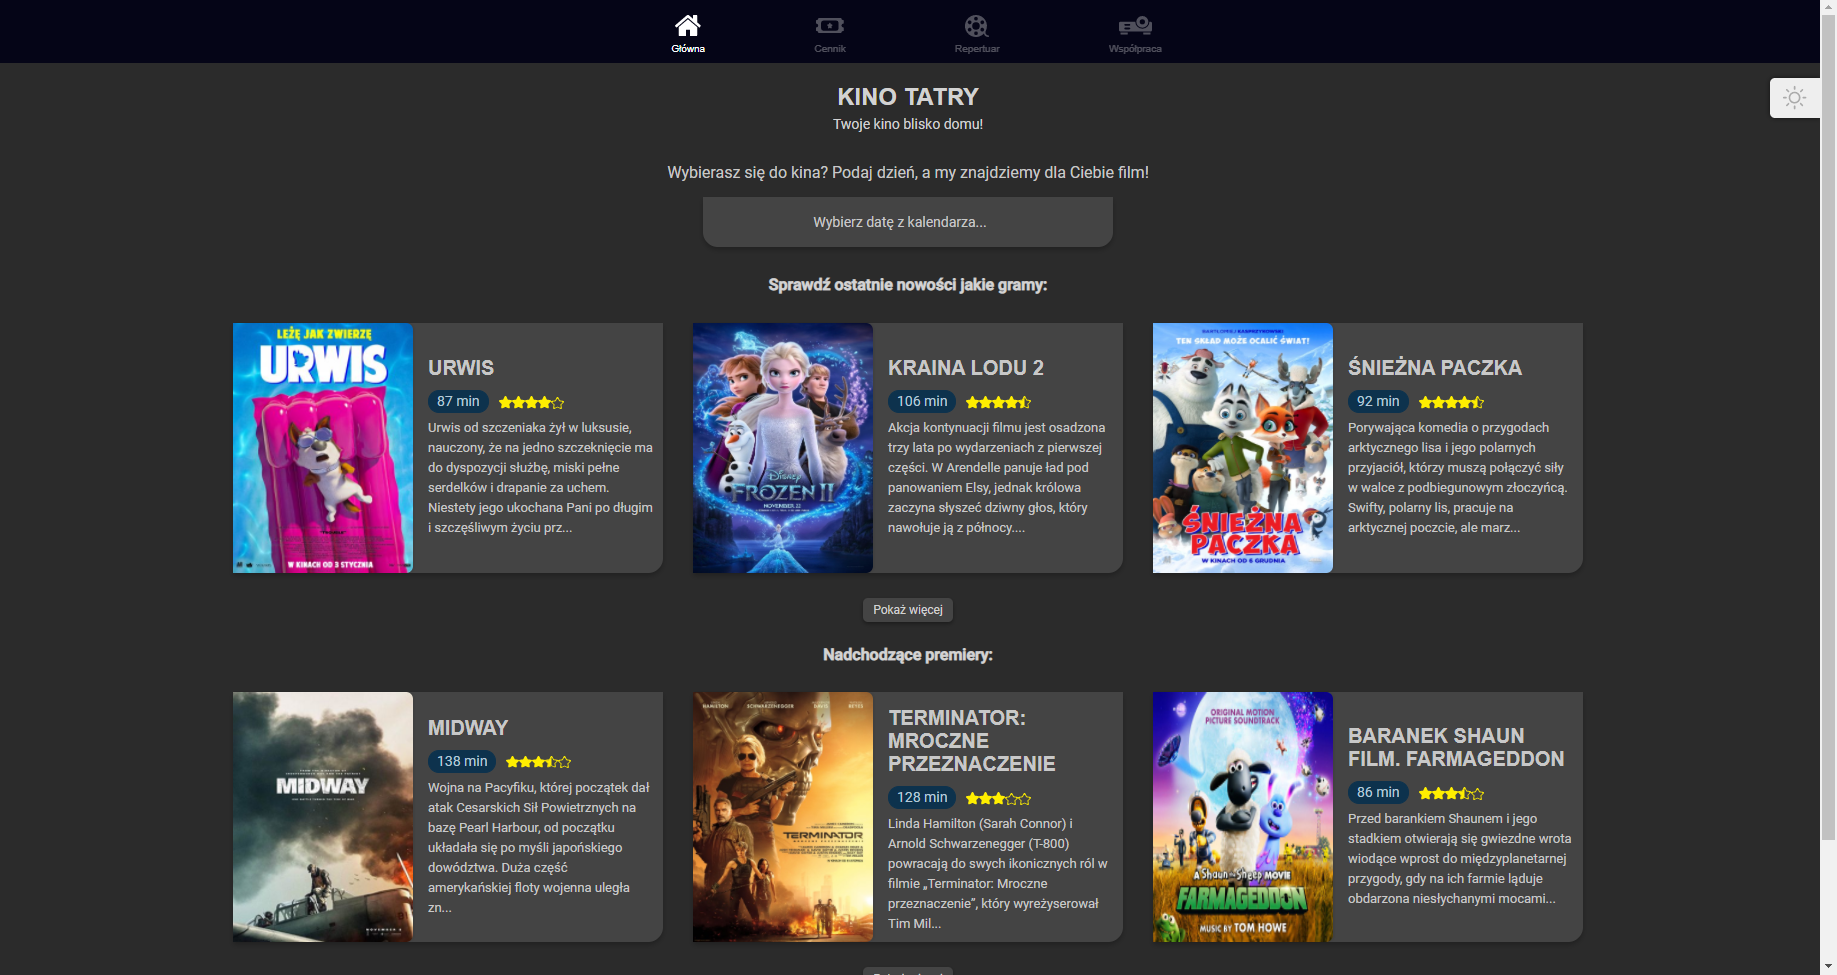 Główna
Cennik
Repertuar
Współpraca
KINO TATRY
Twoje kino blisko domu!
Wybierasz się do kina? Podaj dzień, a my znajdziemy dla Ciebie film!
Wybierz datę z kalendarza...
Sprawdź ostatnie nowości jakie gramy:
LEŻĘ JAK ZWIERZĘ
URWIS
W KINACH OD 3 STYCZNIA
URWIS
87 min
Urwis od szczeniaka żył w luksusie,
nauczony, że na jedno szczeknięcie ma
do dyspozycji służbę, miski pełne
serdelków i drapanie za uchem.
Niestety jego ukochana Pani po długim
i szczęśliwym życiu prz...
Disney
FROZEN II
NOVEMBER 22
KRAINA LODU 2
106 min
Akcja kontynuacji filmu jest osadzona
trzy lata po wydarzeniach z pierwszej
części. W Arendelle panuje ład pod
panowaniem Elsy, jednak królowa
zaczyna słyszeć dziwny głos, który
nawołuje ją z północy....
TEN SKŁAD MOŻE OCALIĆ ŚWIAT!
ŚNIEŻNA
PACZKA
W KINACH OD 6 GRUDNIA
ŚNIEŻNA PACZKA
92 min
Porywająca komedia o przygodach
arktycznego lisa i jego polarnych
przyjaciół, którzy muszą połączyć siły
w walce z podbiegunowym złoczyńcą.
Swifty, polarny lis, pracuje na
arktycznej poczcie, ale marz...
Pokaż więcej
Nadchodzące premiery:
MIDWAY
MIDWAY
138 min
Wojna na Pacyfiku, której początek dał
atak Cesarskich Sił Powietrznych na
bazę Pearl Harbour, od początku
układała się po myśli japońskiego
dowództwa. Duża część
amerykańskiej floty wojenna uległa
zn...
HAMILTON SCHWARZENEGGER DAVIS REYES
TERMINATOR
TERMINATOR:
MROCZNE
PRZEZNACZENIE
128 min
Linda Hamilton (Sarah Connor) i
Arnold Schwarzenegger (T-800)
powracają do swych ikonicznych ról w
filmie „Terminator: Mroczne
przeznaczenie”, który wyreżyserował
Tim Mil...
ORIGINAL MOTION
PICTURE SOUNDTRACK
A Shaun the Sheep MOVIE
FARMAGEDDON
MUSIC BY TOM HOWE
BARANEK SHAUN
FILM. FARMAGEDDON
86 min
Przed barankiem Shaunem i jego
stadkiem otwierają się gwiezdne wrota
wiodące wprost do międzyplanetarnej
przygody, gdy na ich farmie ląduje
obdarzona niesłychanymi mocami...